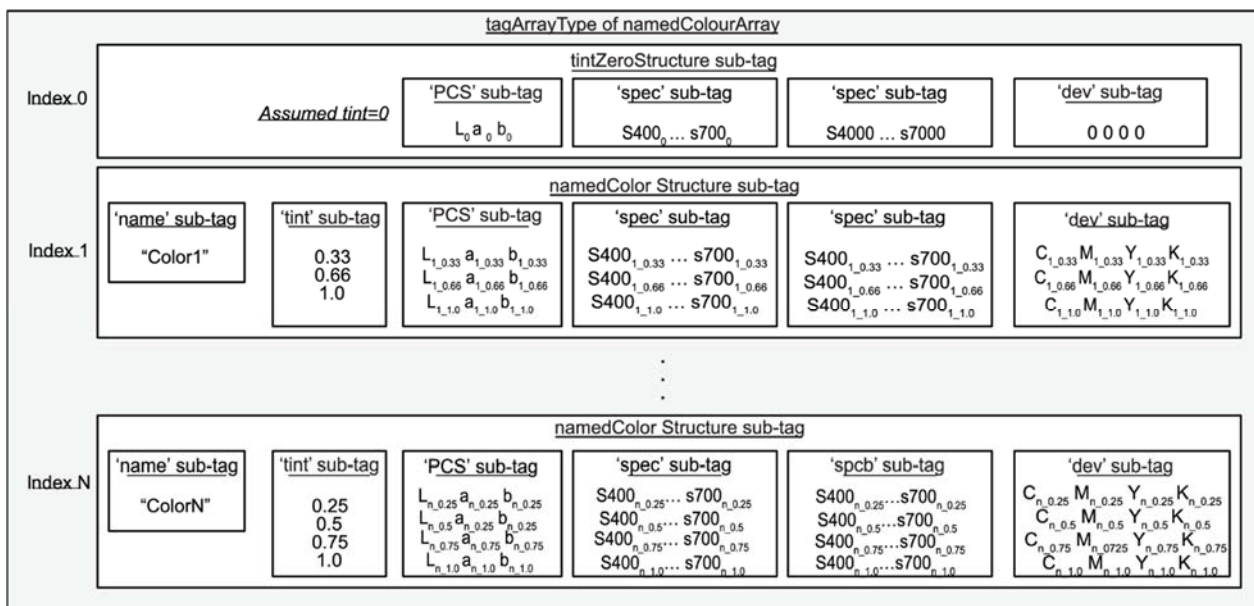 tagArrayType of namedColourArray
tintZeroStructure sub-tag
Index_0
Assumed tint=0
'PCS' sub-tag
L₀a ₀ b₀
'spec' sub-tag
S400₀ … s700₀
'spec' sub-tag
S4000 … s7000
'dev' sub-tag
0 0 0 0
namedColor Structure sub-tag
Index_1
'name' sub-tag
"Color1"
'tint' sub-tag
0.33
0.66
1.0
'PCS' sub-tag
L1_0.33 a1_0.33 b1_0.33
L1_0.66 a1_0.66 b1_0.66
L1_1.0 a1_1.0 b1_1.0
'spec' sub-tag
S4001_0.33 … s7001_0.33
S4001_0.66 … s7001_0.66
S4001_1.0 … s7001_1.0
'spec' sub-tag
S4001_0.33 … s7001_0.33
S4001_0.66 … s7001_0.66
S4001_1.0 … s7001_1.0
'dev' sub-tag
C1_0.33 M1_0.33 Y1_0.33 K1_0.33
C1_0.66 M1_0.66 Y1_0.66 K1_0.66
C1_1.0 M1_1.0 Y1_1.0 K1_1.0
.
.
.
namedColor Structure sub-tag
Index_N
'name' sub-tag
"ColorN"
'tint' sub-tag
0.25
0.5
0.75
1.0
'PCS' sub-tag
Ln_0.25 an_0.25 bn_0.25
Ln_0.5 an_0.25 bn_0.25
Ln_0.75 an_0.75 bn_0.75
Ln_1.0 an_1.0 bn_1.0
'spec' sub-tag
S400n_0.25… s700n_0.25
S400n_0.5… s700n_0.5
S400n_0.75… s700n_0.75
S400n_1.0… s700n_1.0
'spcb' sub-tag
S400n_0.25…s700n_0.25
S400n_0.5…s700n_0.5
S400n_0.75…s700n_0.75
S400n_1.0…s700n_1.0
'dev' sub-tag
Cn_0.25 Mn_0.25 Yn_0.25 Kn_0.25
Cn_0.5 Mn_0.5 Yn_0.5 Kn_0.5
Cn_0.75 Mn_0725 Yn_0.75 Kn_0.75
Cn_1.0 Mn_1.0 Yn_1.0 Kn_1.0